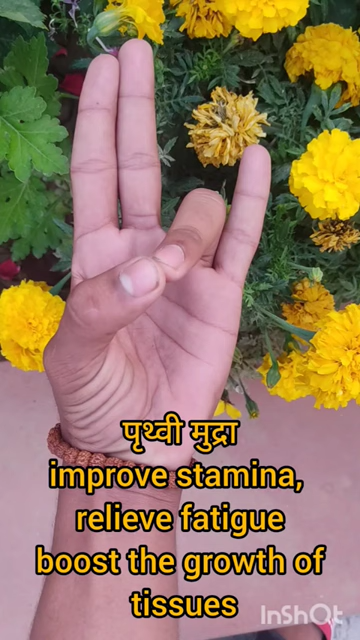 पृथ्वी मुद्रा
improve stamina,
relieve fatigue
boost the growth of
tissues
InShOt